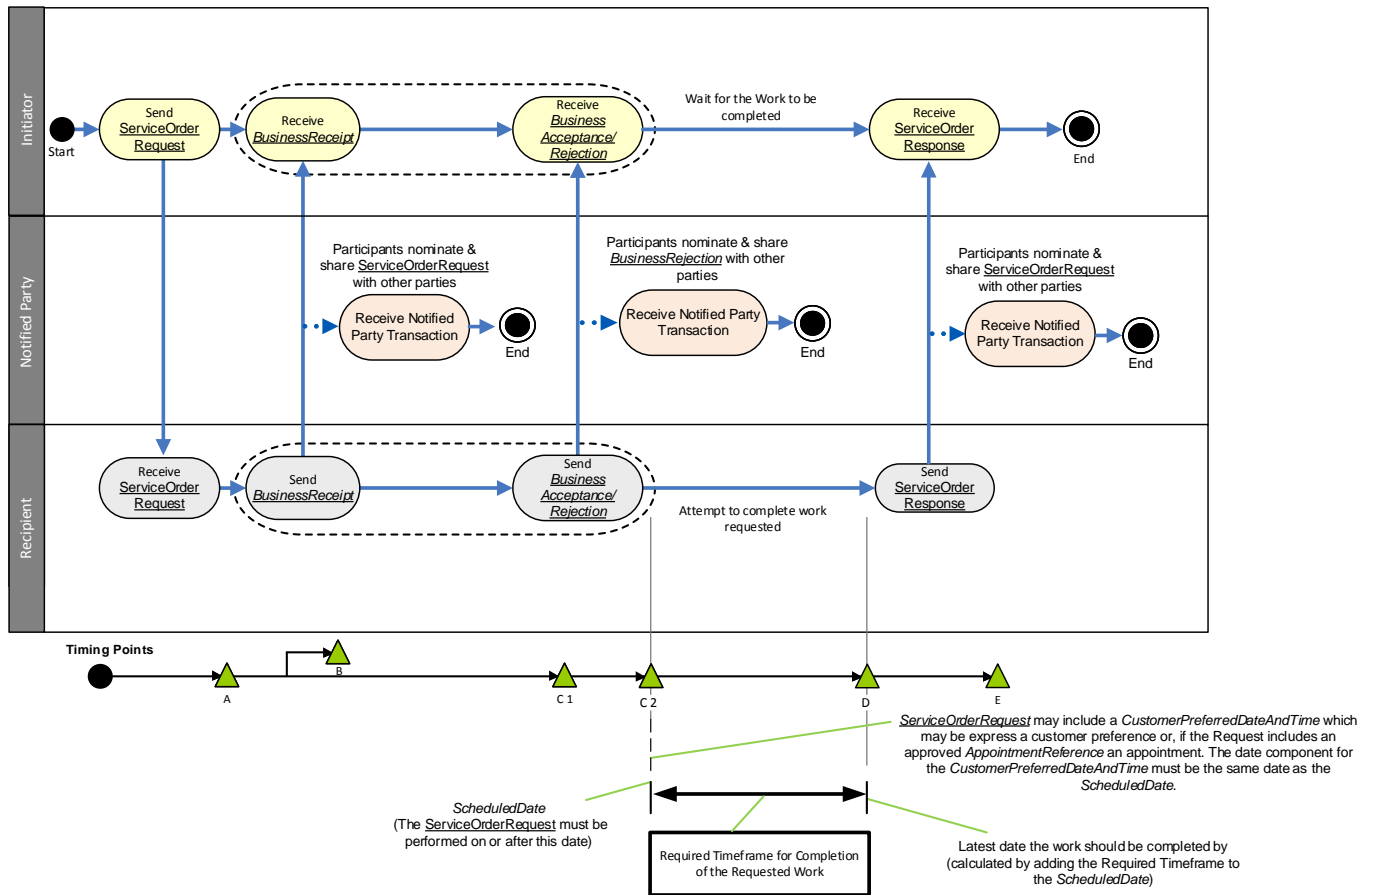 Initiator
Start
Send
ServiceOrder
Request
Receive
BusinessReceipt
Receive
Business
Acceptance/
Rejection
Wait for the Work to be
completed
Receive
ServiceOrder
Response
End
Notified Party
Participants nominate &
share ServiceOrderRequest
with other parties
Receive Notified
Party Transaction
End
Participants nominate & share
BusinessRejection with other
parties
Receive Notified Party
Transaction
End
Participants nominate &
share ServiceOrderRequest
with other parties
Receive Notified
Party Transaction
End
Recipient
Receive
ServiceOrder
Request
Send
BusinessReceipt
Send
Business
Acceptance/
Rejection
Attempt to complete work
requested
Send
ServiceOrder
Response
Timing Points
A
B
C 1
C 2
D
E
ServiceOrderRequest may include a CustomerPreferredDateAndTime which
may be express a customer preference or, if the Request includes an
approved AppointmentReference an appointment. The date component for
the CustomerPreferredDateAndTime must be the same date as the
ScheduledDate.
ScheduledDate
(The ServiceOrderRequest must be
performed on or after this date)
Required Timeframe for Completion
of the Requested Work
Latest date the work should be completed by
(calculated by adding the Required Timeframe to
the ScheduledDate)